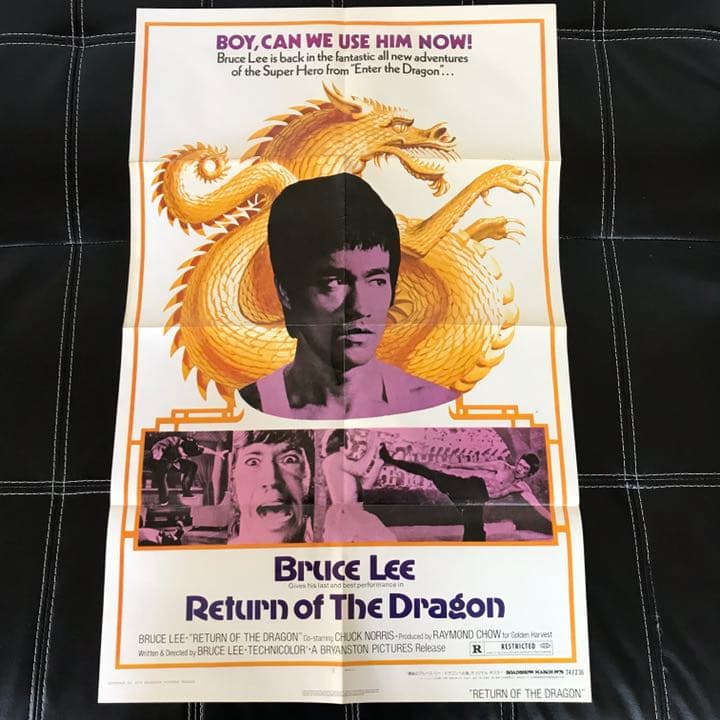 BOY, CAN WE USE HIM NOW!
Bruce Lee is back in the fantastic all new adventures
of the Super Hero from "Enter the Dragon"...
Bruce Lee
Gives his last and best performance in
Return of The Dragon
BRUCE LEE·"RETURN OF THE DRAGON" Co-starring CHUCK NORRIS·Produced by RAYMOND CHOW for Golden Harvest
Written & Directed by BRUCE LEE·TECHNICOLOR®·A BRYANSTON PICTURES Release
R RESTRICTED
"RETURN OF THE DRAGON"